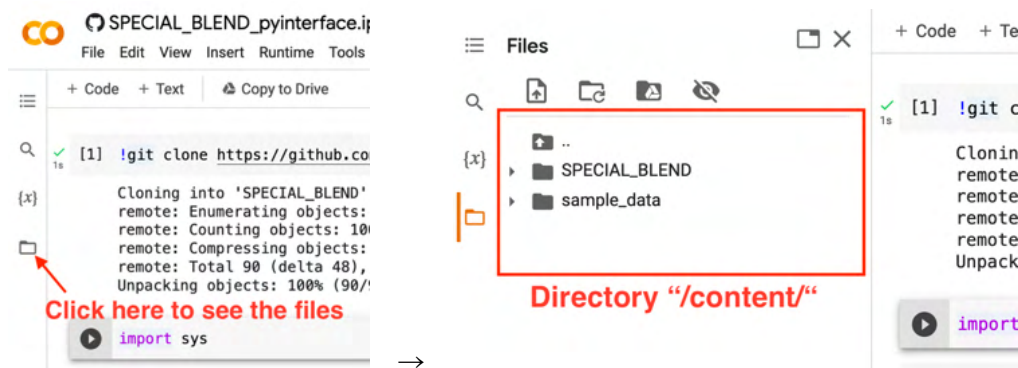 SPECIAL_BLEND_pyinterface.ip
File Edit View Insert Runtime Tools
+ Code + Text Copy to Drive
[1] !git clone https://github.co
1s
Cloning into 'SPECIAL_BLEND'
remote: Enumerating objects:
remote: Counting objects: 10
remote: Compressing objects:
remote: Total 90 (delta 48),
Unpacking objects: 100% (90/
{x}
Click here to see the files
import sys
→
Files
..
SPECIAL_BLEND
sample_data
{x}
Directory “/content/“
+ Code + Te
[1] !git c
1s
Clonin
remote
remote
remote
remote
Unpack
import